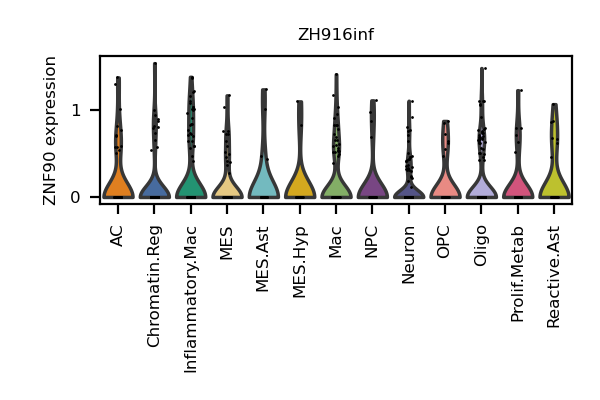 ZH916inf
ZNF90 expression
1
0
AC
Chromatin.Reg
Inflammatory.Mac
MES
MES.Ast
MES.Hyp
Mac
NPC
Neuron
OPC
Oligo
Prolif.Metab
Reactive.Ast